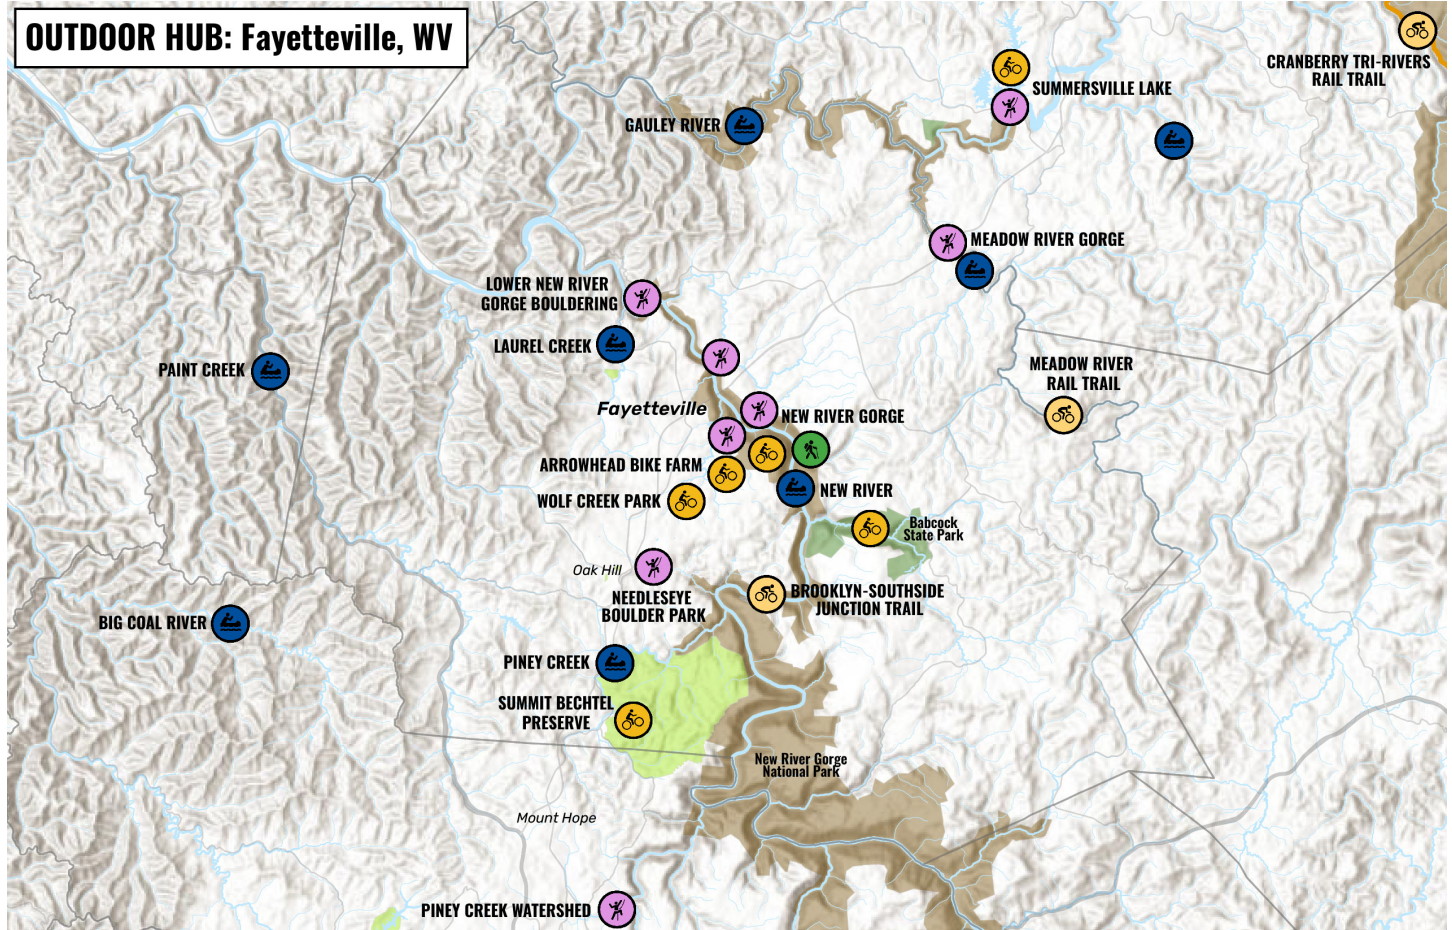 OUTDOOR HUB: Fayetteville, WV
CRANBERRY TRI-RIVERS
RAIL TRAIL
SUMMERSVILLE LAKE
GAULEY RIVER
MEADOW RIVER GORGE
LOWER NEW RIVER
GORGE BOULDERING
LAUREL CREEK
PAINT CREEK
MEADOW RIVER
RAIL TRAIL
Fayetteville
NEW RIVER GORGE
ARROWHEAD BIKE FARM
WOLF CREEK PARK
NEW RIVER
Babcock
State Park
Oak Hill
NEEDLESEYE
BOULDER PARK
BROOKLYN-SOUTHSIDE
JUNCTION TRAIL
BIG COAL RIVER
PINEY CREEK
SUMMIT BECHTEL
PRESERVE
New River Gorge
National Park
Mount Hope
PINEY CREEK WATERSHED